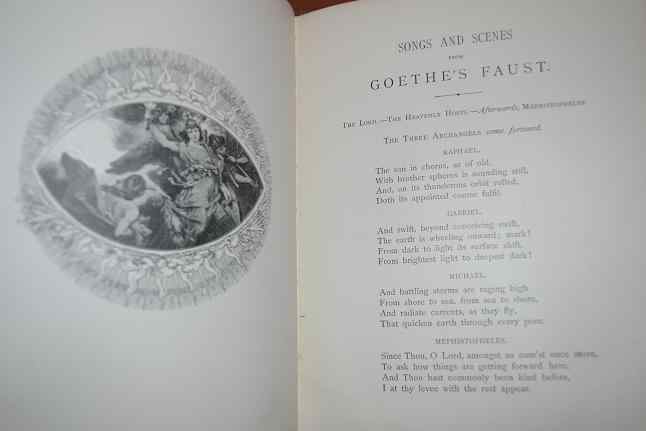 SONGS AND SCENES
FROM
GOETHE'S FAUST.
THE LORD.—THE HEAVENLY HOSTS.—Afterwards, MEPHISTOPHELES
THE THREE ARCHANGELS come forward.
RAPHAEL.
The sun in chorus, as of old,
With brother spheres is sounding still,
And, on its thunderous orbit rolled,
Doth its appointed course fulfil.
GABRIEL.
And swift, beyond conceiving swift,
The earth is wheeling onward; mark!
From dark to light its surface shift,
From brightest light to deepest dark!
MICHAEL.
And battling storms are raging high
From shore to sea, from sea to shore,
And radiate currents, as they fly,
That quicken earth through every pore.
MEPHISTOPHELES.
Since Thou, O Lord, amongst us com'st once more,
To ask how things are getting forward here,
And Thou hast commonly been kind before,
I at thy levee with the rest appear.